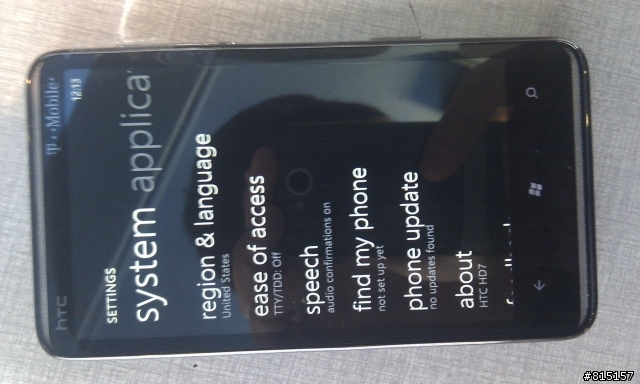 hTC
T··Mobile·
12:13
SETTINGS
system applica
region & language
United States
ease of access
TTY/TDD: Off
speech
audio confirmations on
find my phone
not set up yet
phone update
no updates found
about
HTC HD7
#815157